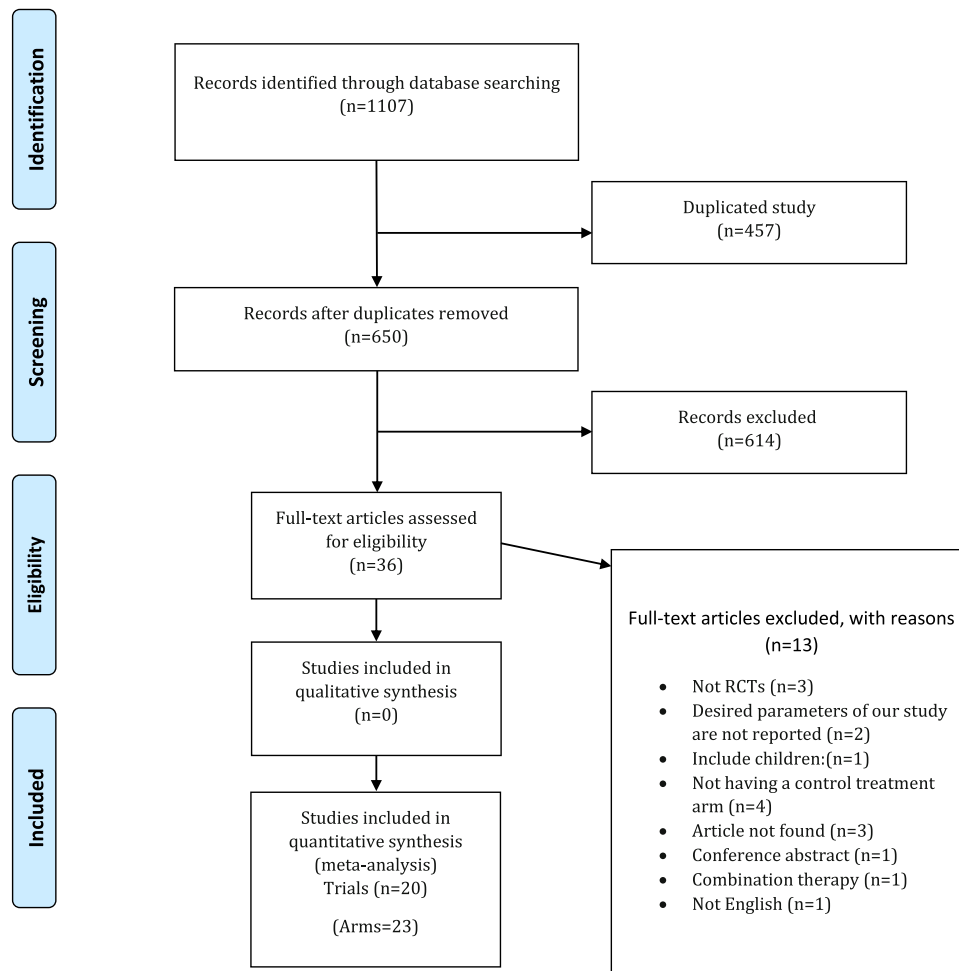 Identification
Records identified through database searching
(n=1107)
Duplicated study
(n=457)
Screening
Records after duplicates removed
(n=650)
Records excluded
(n=614)
Eligibility
Full-text articles assessed
for eligibility
(n=36)
Full-text articles excluded, with reasons
(n=13)
• Not RCTs (n=3)
• Desired parameters of our study
are not reported (n=2)
• Include children:(n=1)
• Not having a control treatment
arm (n=4)
• Article not found (n=3)
• Conference abstract (n=1)
• Combination therapy (n=1)
• Not English (n=1)
Studies included in
qualitative synthesis
(n=0)
Included
Studies included in
quantitative synthesis
(meta-analysis)
Trials (n=20)
(Arms=23)